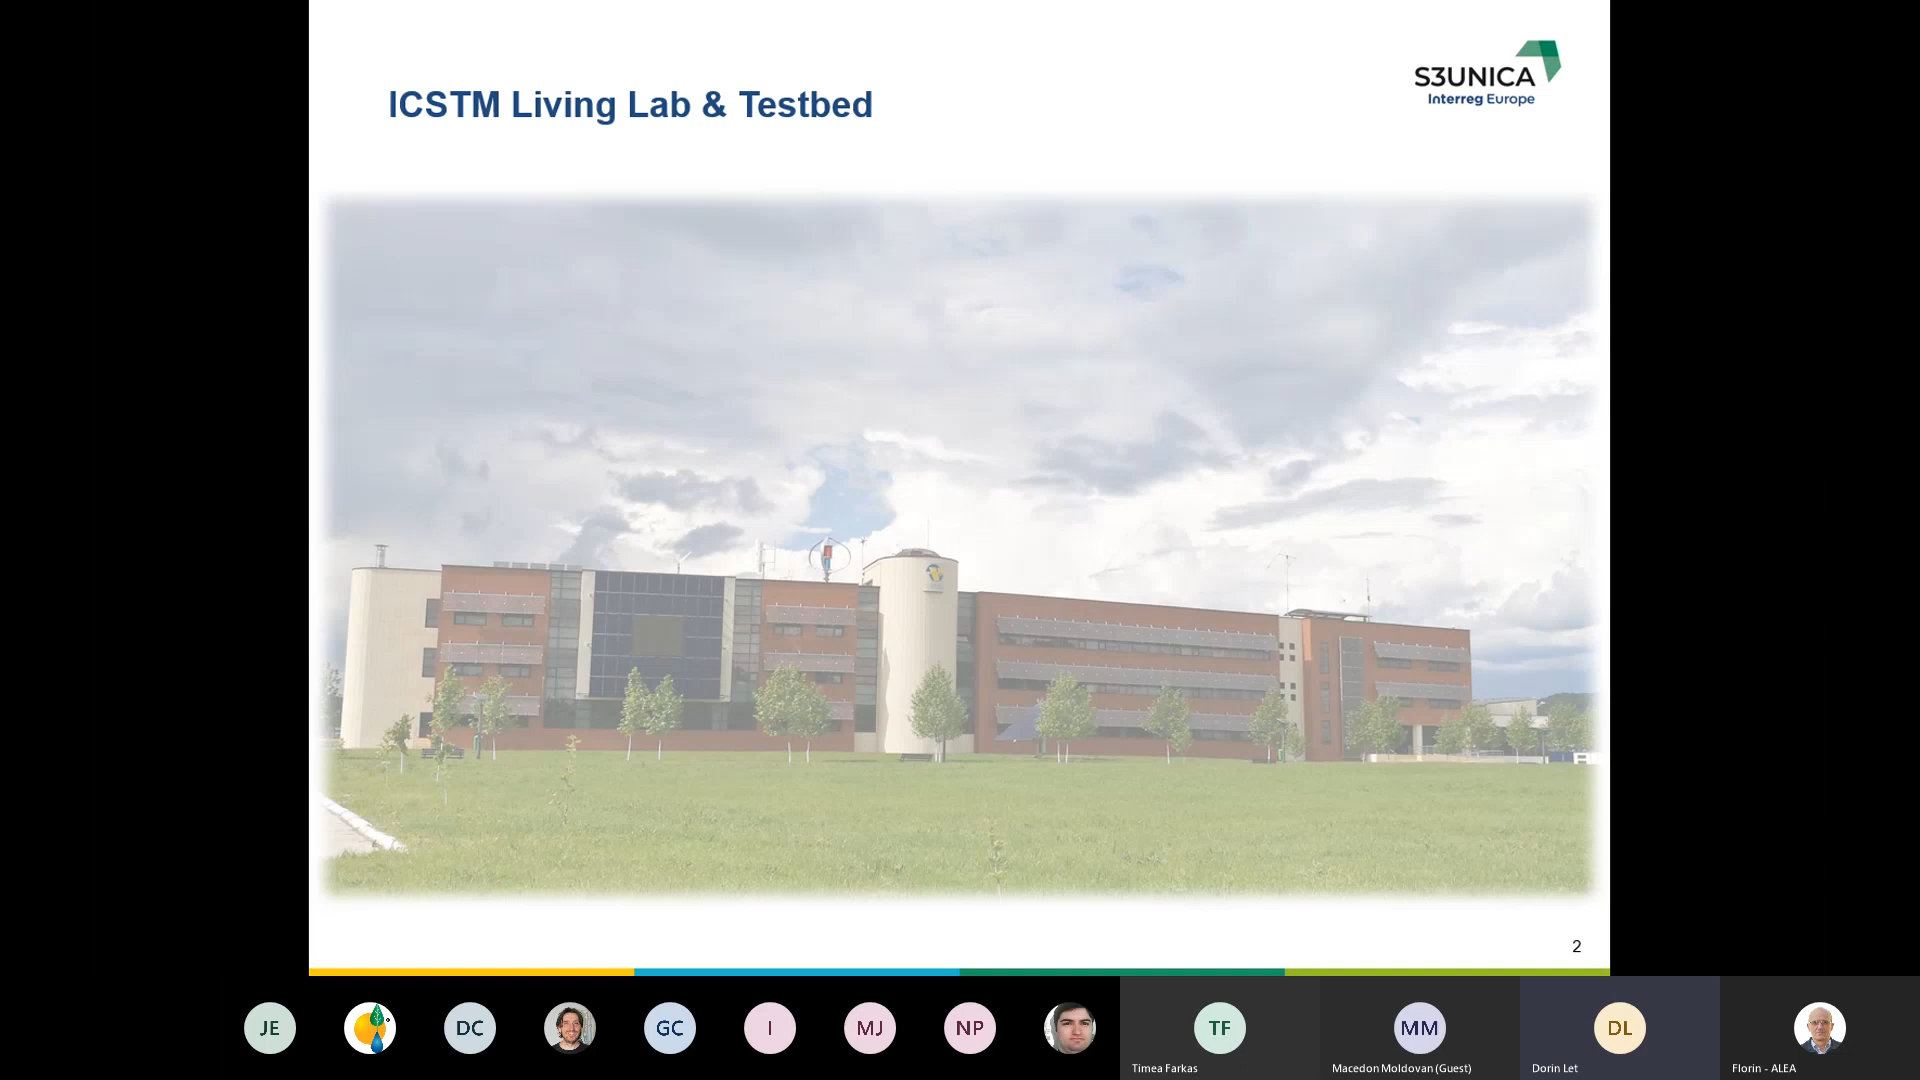 ICSTM Living Lab & Testbed
S3UNICA
Interreg Europe
2
JE
DC
GC
I
MJ
NP
TF
MM
DL
Timea Farkas
Macedon Moldovan (Guest)
Dorin Let
Florin - ALEA